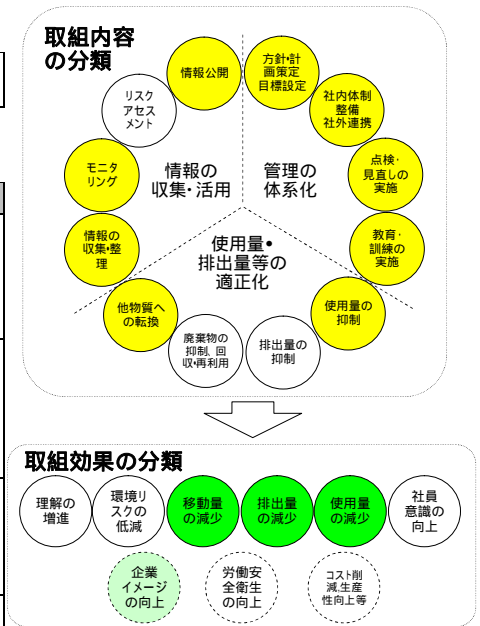 取組内容
の分類
情報公開
方針・計
画策定
目標設定
リスク
アセス
メント
社内体制
整備
社外連携
モニタ
リング
情報の
収集・活用
管理の
体系化
点検・
見直しの
実施
情報の
収集・整
理
教育・
訓練の
実施
使用量・
排出量等の
適正化
他物質へ
の転換
使用量の
抑制
廃棄物の
抑制、回
収・再利用
排出量の
抑制
取組効果の分類
理解の
増進
環境リ
スクの
低減
移動量
の減少
排出量
の減少
使用量
の減少
社員
意識の
向上
企業
イメージ
の向上
労働安
全衛生
の向上
コスト削
減、生産
性向上等